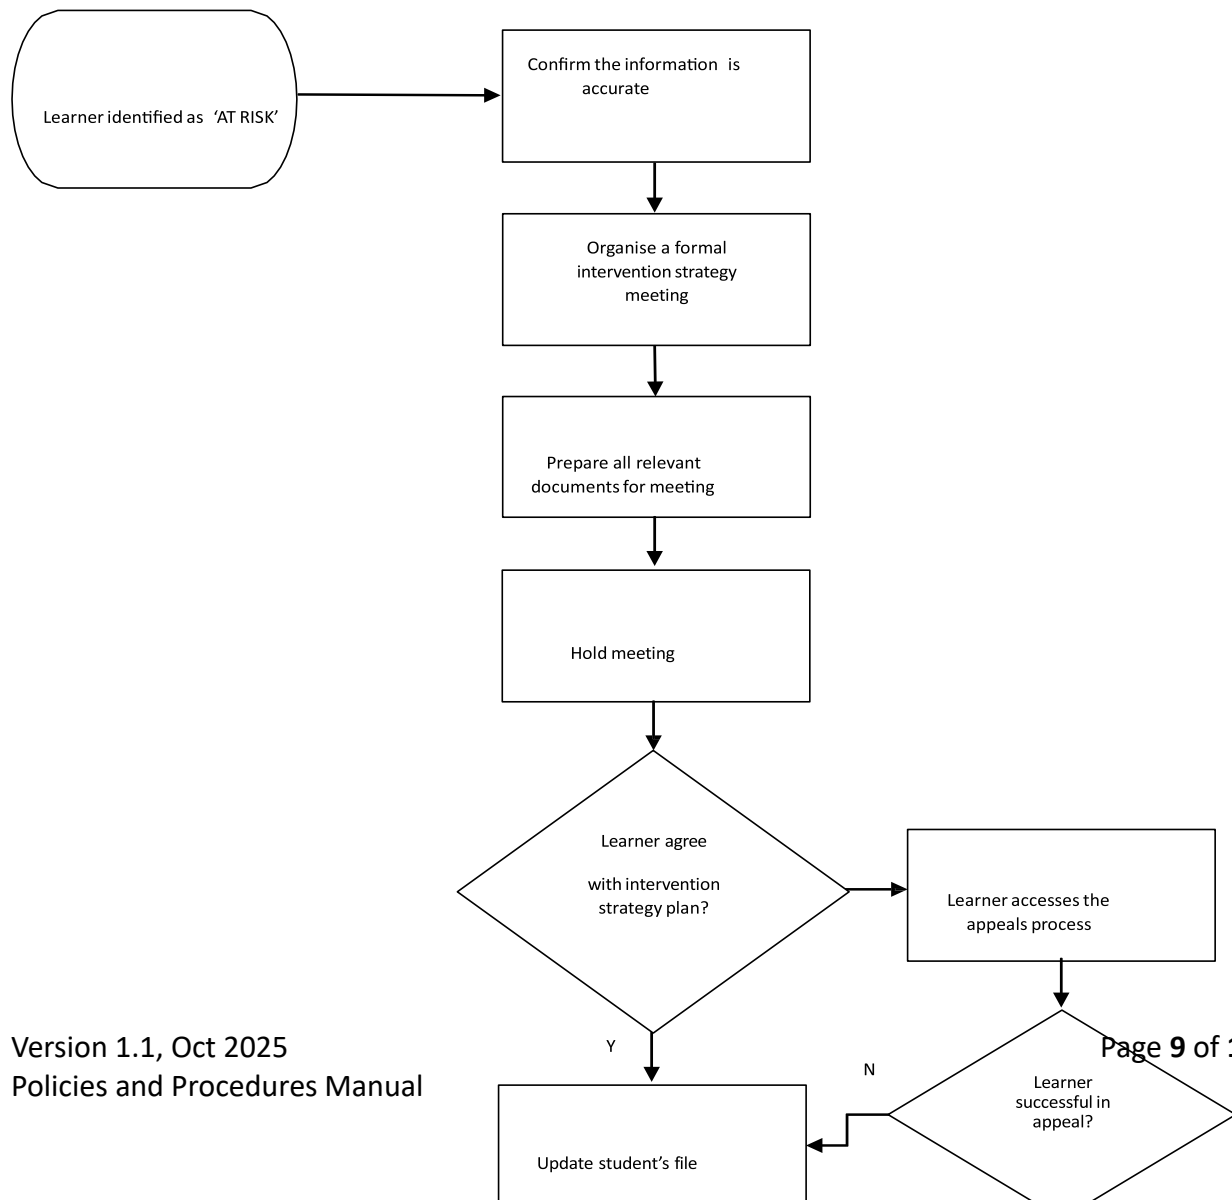 Learner identified as ‘AT RISK’
Confirm the information is
accurate
Organise a formal
intervention strategy
meeting
Prepare all relevant
documents for meeting
Hold meeting
Learner agree
with intervention
strategy plan?
Learner accesses the
appeals process
Y
N
Learner
successful in
appeal?
Update student’s file
Version 1.1, Oct 2025
Policies and Procedures Manual
Page 9 of